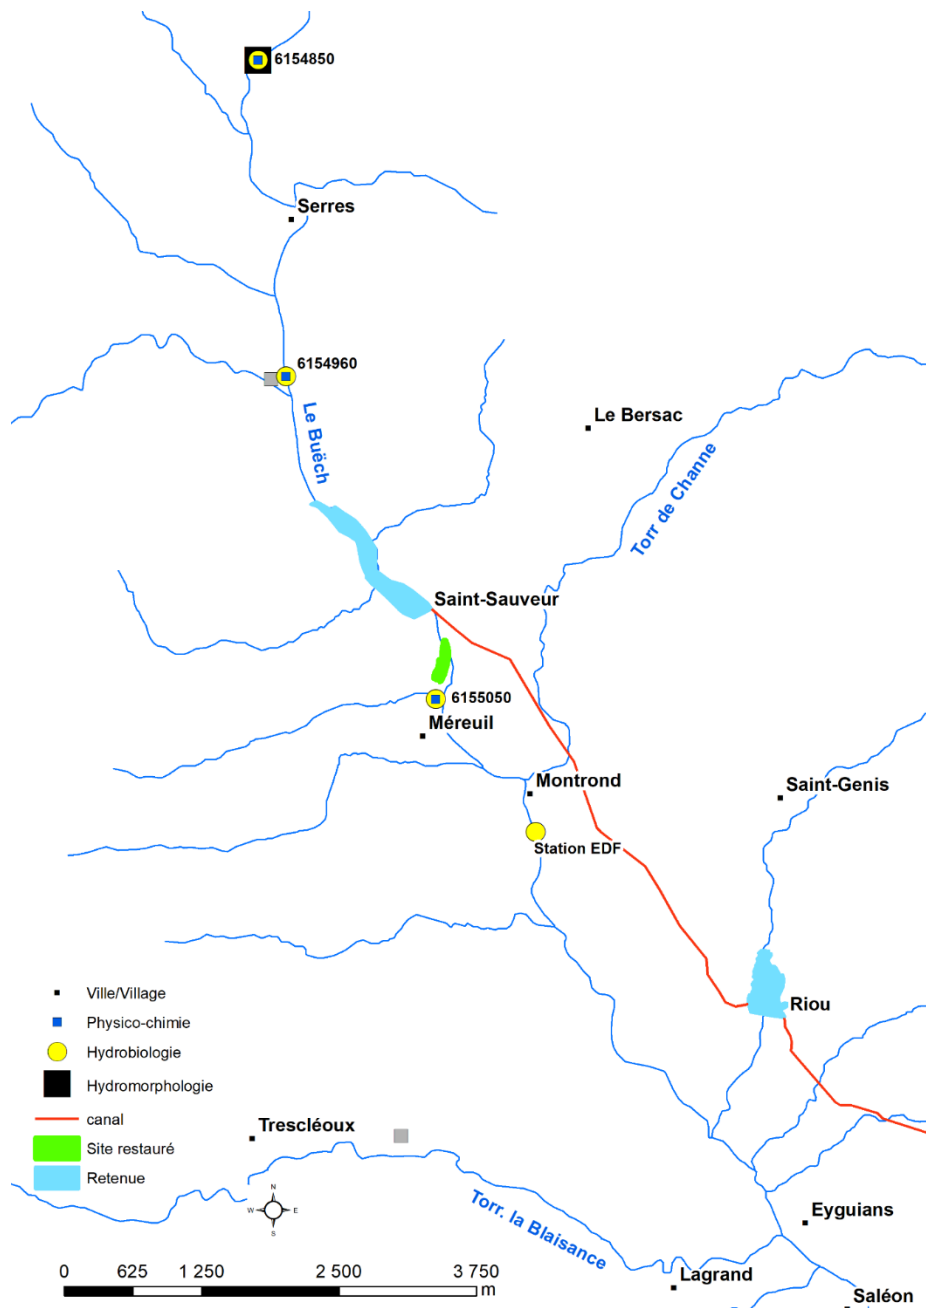 6154850
Serres
6154960
Le Buëch
Le Bersac
Torr de Channe
Saint-Sauveur
6155050
Méreuil
Montrond
Saint-Genis
Station EDF
Riou
Ville/Village
Physico-chimie
Hydrobiologie
Hydromorphologie
canal
Site restauré
Retenue
Trescléoux
N
W E
S
Torr. la Blaisance
Eyguians
Lagrand
Saléon
0 625 1 250 2 500 3 750
m